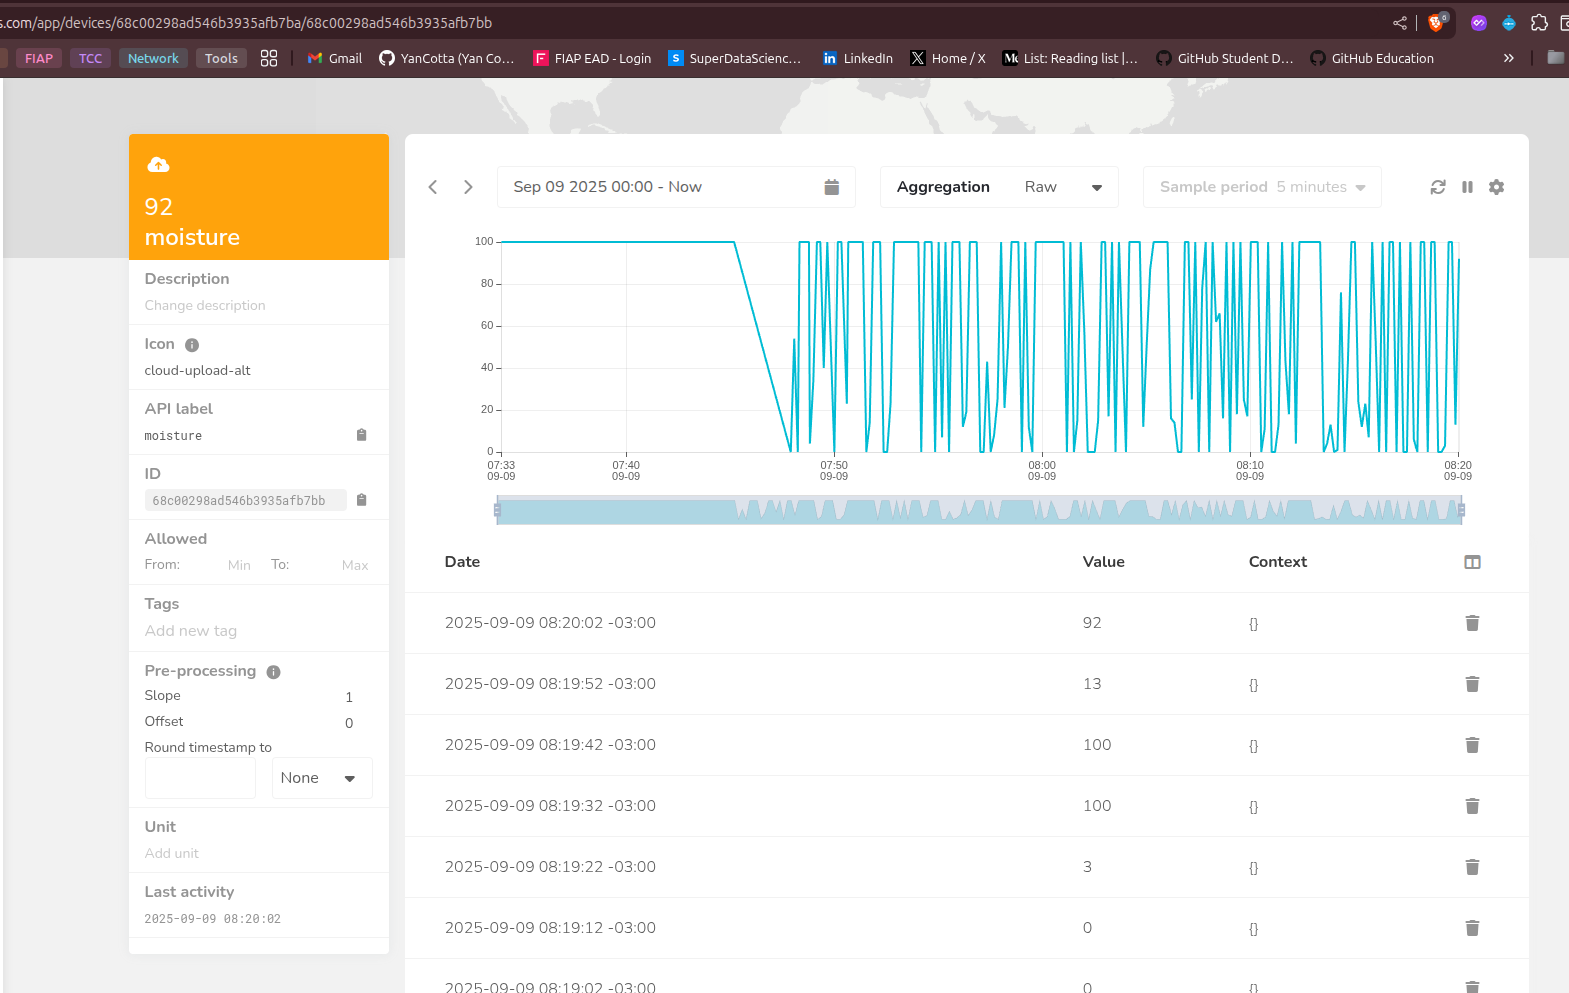 s.com/app/devices/68c00298ad546b3935afb7ba/68c00298ad546b3935afb7bb
6
FIAP TCC Network Tools Gmail YanCotta (Yan Co... FIAP EAD - Login SuperDataScienc... LinkedIn Home / X List: Reading list |... GitHub Student D... GitHub Education »
92
moisture
Description
Change description
Icon
cloud-upload-alt
API label
moisture
ID
68c00298ad546b3935afb7bb
Allowed
From: Min To: Max
Tags
Add new tag
Pre-processing
Slope 1
Offset 0
Round timestamp to
None
Unit
Add unit
Last activity
2025-09-09 08:20:02
Sep 09 2025 00:00 - Now
Aggregation Raw
Sample period 5 minutes
100
80
60
40
20
0
07:33 07:40 07:50 08:00 08:10 08:20
09-09 09-09 09-09 09-09 09-09 09-09
Date Value Context
2025-09-09 08:20:02 -03:00 92 {}
2025-09-09 08:19:52 -03:00 13 {}
2025-09-09 08:19:42 -03:00 100 {}
2025-09-09 08:19:32 -03:00 100 {}
2025-09-09 08:19:22 -03:00 3 {}
2025-09-09 08:19:12 -03:00 0 {}
2025-09-09 08:19:02 -03:00 0 {}